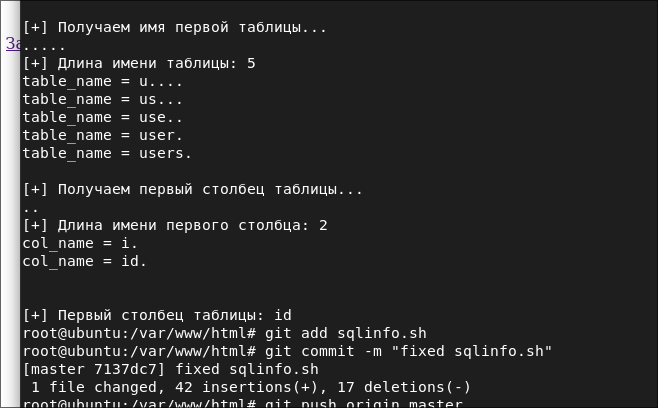 [+] Получаем имя первой таблицы...
.....
[+] Длина имени таблицы: 5
table_name = u....
table_name = us...
table_name = use..
table_name = user.
table_name = users.
[+] Получаем первый столбец таблицы...
..
[+] Длина имени первого столбца: 2
col_name = i.
col_name = id.
[+] Первый столбец таблицы: id
root@ubuntu:/var/www/html# git add sqlinfo.sh
root@ubuntu:/var/www/html# git commit -m "fixed sqlinfo.sh"
[master 7137dc7] fixed sqlinfo.sh
1 file changed, 42 insertions(+), 17 deletions(-)
root@ubuntu:/var/www/html# git push origin master